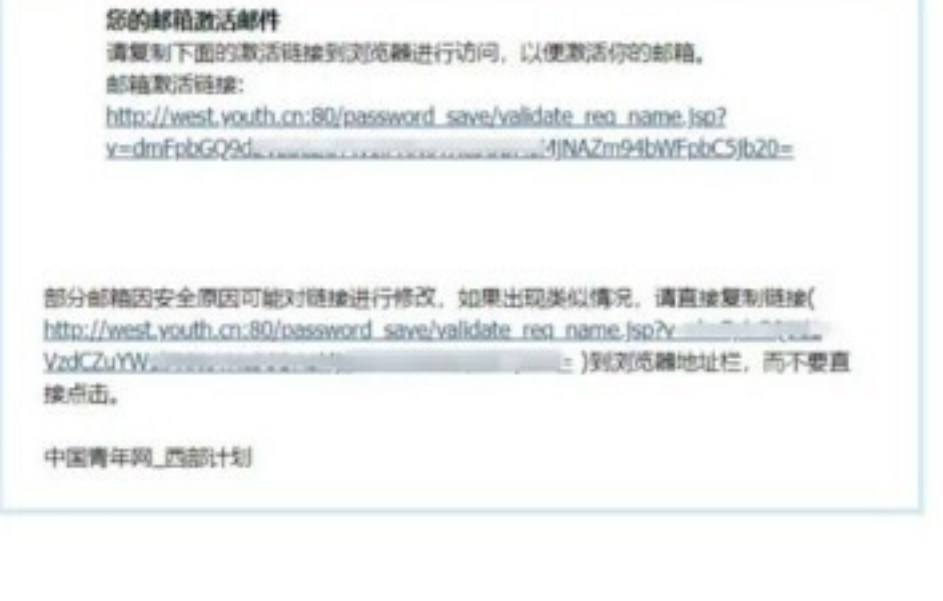 您的邮箱激活邮件
请复制下面的激活链接到浏览器进行访问，以便激活你的邮箱。
邮箱激活链接：
http://west.youth.cn:80/password_save/validate_req_name.jsp?
v=dmFpbGQ9d MjNAZm94bWFpbC5jb20=
部分邮箱因安全原因可能对链接进行修改，如果出现类似情况，请直接复制链接(
http://west.youth.cn:80/password_save/validate_req_name.jsp?v
VzdCZuYW = )到浏览器地址栏，而不要直
接点击。
中国青年网_西部计划